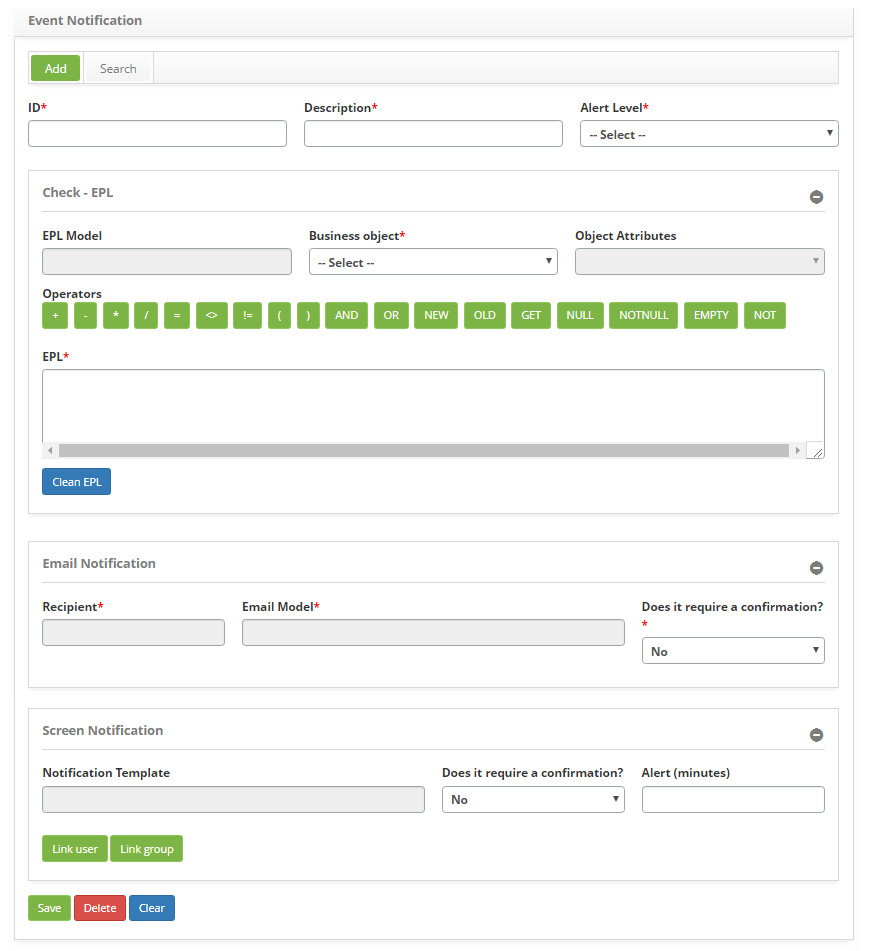 Event Notification
Add Search
ID* Description* Alert Level*
-- Select --
Check - EPL
EPL Model Business object* Object Attributes
-- Select --
Operators
+ - * / = <> != ( ) AND OR NEW OLD GET NULL NOTNULL EMPTY NOT
EPL*
Clean EPL
Email Notification
Recipient* Email Model* Does it require a confirmation?
*
No
Screen Notification
Notification Template Does it require a confirmation? Alert (minutes)
No
Link user Link group
Save Delete Clear